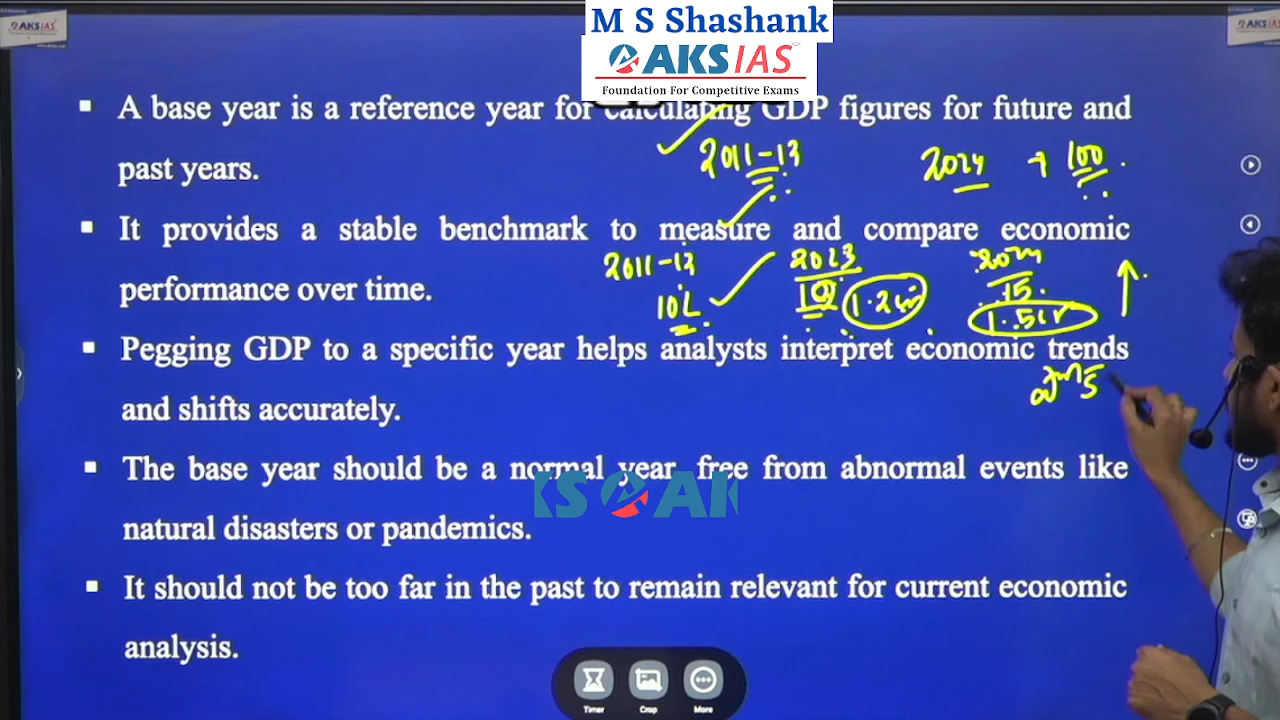 M S Shashank
AKS IAS
Foundation For Competitive Exams
AKSIAS
AKSIAS
A base year is a reference year for calculating GDP figures for future and
past years.
2011-12
2024 → 100
It provides a stable benchmark to measure and compare economic
performance over time.
2011-12
10L
2023
10
1.2 cr
2024
15
1.5 cr
Pegging GDP to a specific year helps analysts interpret economic trends
and shifts accurately.
The base year should be a normal year, free from abnormal events like
natural disasters or pandemics.
It should not be too far in the past to remain relevant for current economic
analysis.
Timer
Crop
More